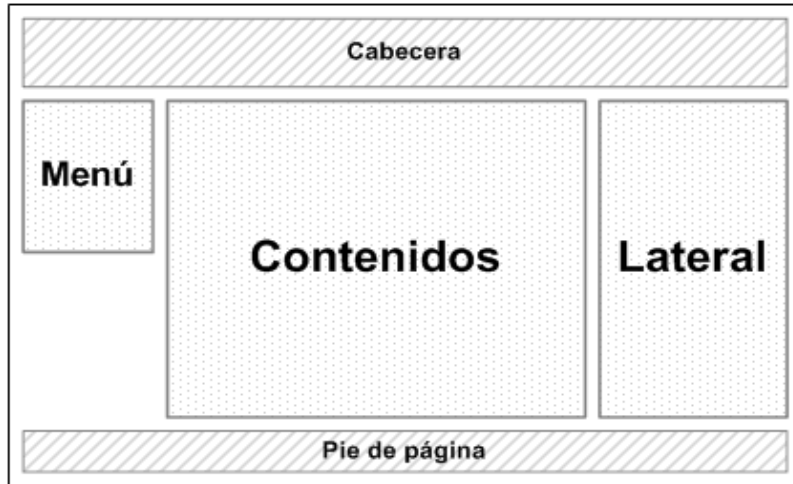 Cabecera
Menú
Contenidos
Lateral
Pie de página